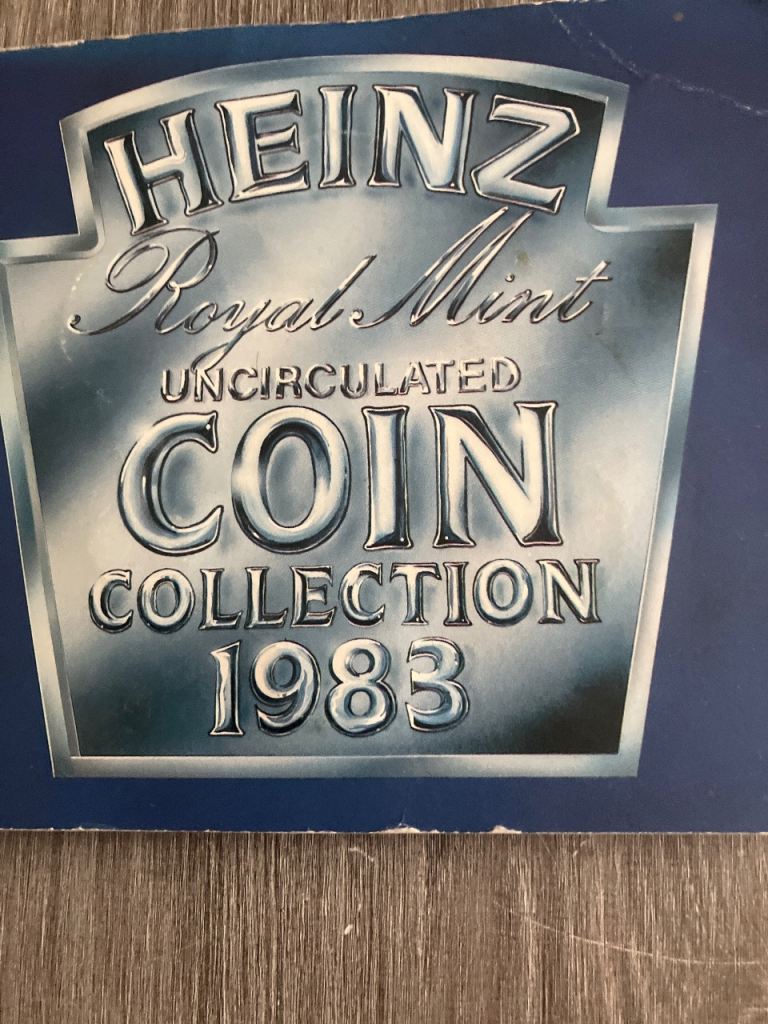 HEINZ
Royal Mint
UNCIRCULATED
COIN
COLLECTION
1983